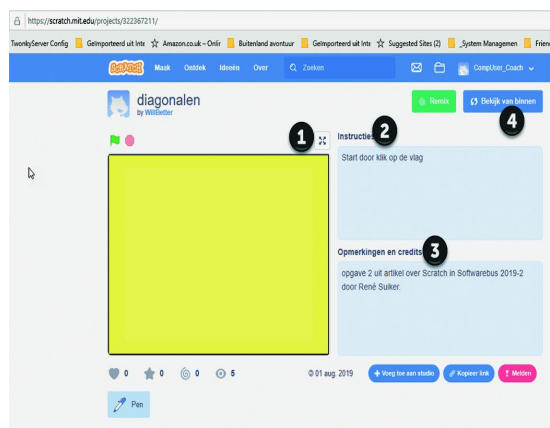 https://scratch.mit.edu/projects/322367211/
TwonkyServer Config Geïmporteerd uit Inte Amazon.co.uk – Onlir Buitenland avontuur Geïmporteerd uit Inte Suggested Sites (2) _System Managemen Frien
SCRATCH Maak Ontdek Ideeën Over Zoeken CompUser_Coach
diagonalen
by WillEletter
Remix Bekijk van binnen
1 Instructies 2 4
Start door klik op de vlag
Opmerkingen en credits 3
opgave 2 uit artikel over Scratch in Softwarebus 2019-2
door René Suiker.
0 0 0 5 © 01 aug. 2019 Voeg toe aan studio Kopieer link Melden
Pen